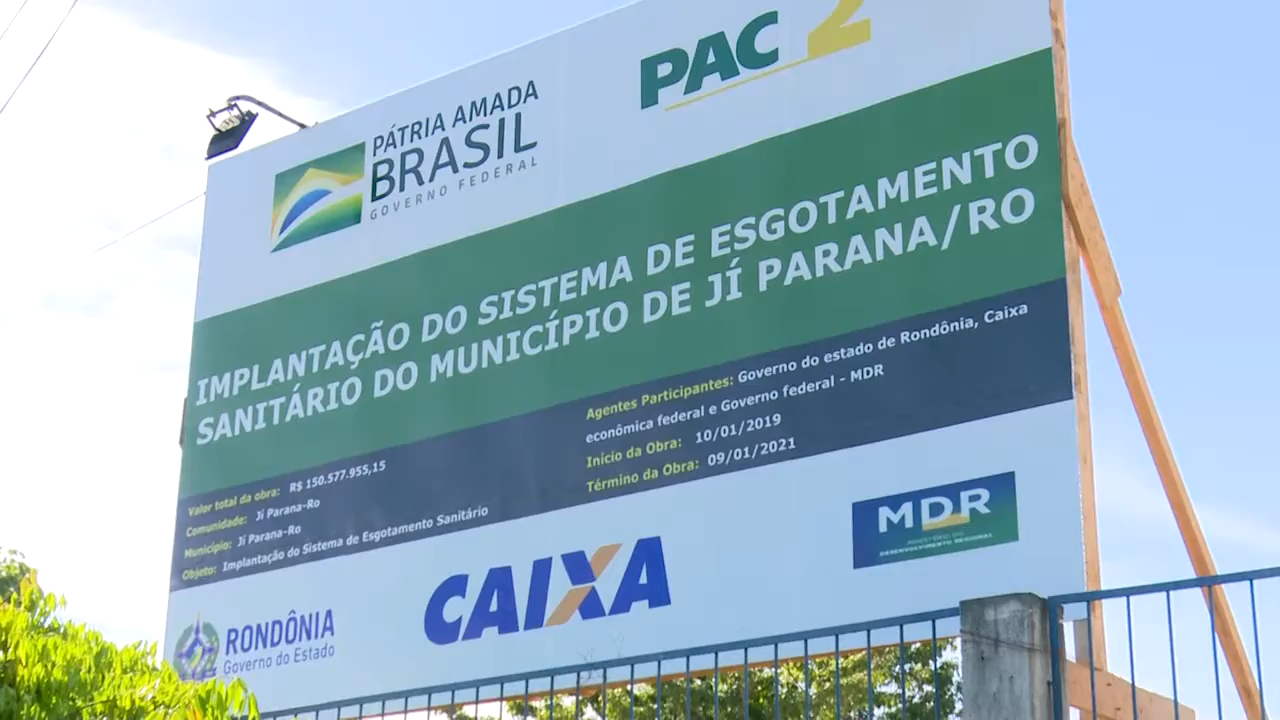 PÁTRIA AMADA
BRASIL
GOVERNO FEDERAL
PAC 2
IMPLANTAÇÃO DO SISTEMA DE ESGOTAMENTO
SANITÁRIO DO MUNICÍPIO DE JÍ PARANA/RO
Valor total da obra: R$ 150.577.955,15
Comunidade: Jí Parana-Ro
Município: Jí Parana-Ro
Objeto: Implantação do Sistema de Esgotamento Sanitário
Agentes Participantes: Governo do estado de Rondônia, Caixa
econômica federal e Governo federal - MDR
Início da Obra: 10/01/2019
Término da Obra: 09/01/2021
RONDÔNIA
Governo do Estado
CAIXA
MDR
MINISTÉRIO DO
DESENVOLVIMENTO REGIONAL